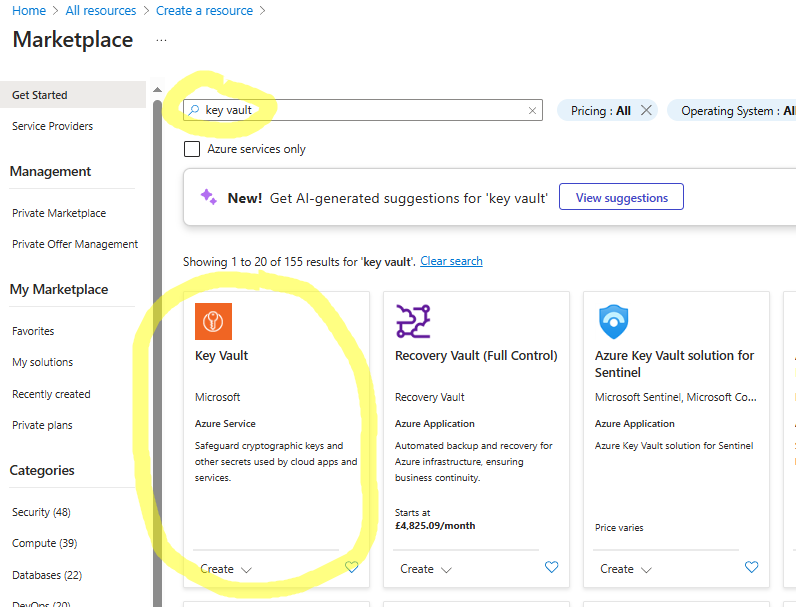 Home > All resources > Create a resource >
Marketplace ...
Get Started
Service Providers
Management
Private Marketplace
Private Offer Management
My Marketplace
Favorites
My solutions
Recently created
Private plans
Categories
Security (48)
Compute (39)
Databases (22)
DevOps (20)
key vault
Pricing : All
Operating System : All
Azure services only
New! Get AI-generated suggestions for 'key vault'
View suggestions
Showing 1 to 20 of 155 results for 'key vault'. Clear search
Key Vault
Microsoft
Azure Service
Safeguard cryptographic keys and
other secrets used by cloud apps and
services.
Create
Recovery Vault (Full Control)
Recovery Vault
Azure Application
Automated backup and recovery for
Azure infrastructure, ensuring
business continuity.
Starts at
£4,825.09/month
Create
Azure Key Vault solution for
Sentinel
Microsoft Sentinel, Microsoft Co...
Azure Application
Azure Key Vault solution for Sentinel
Price varies
Create